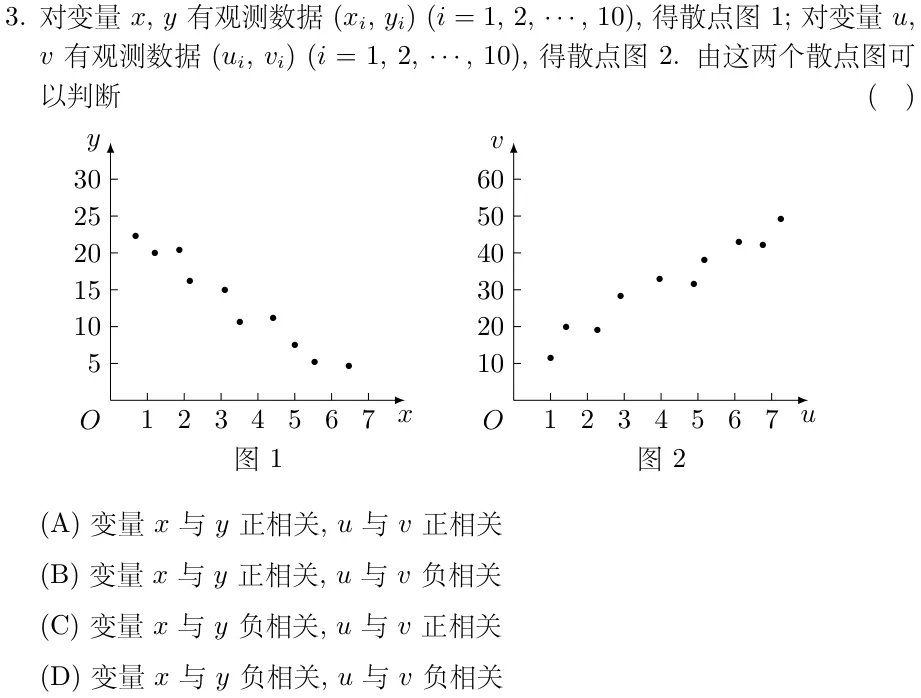 3. 对变量 x, y 有观测数据 (xᵢ, yᵢ) (i = 1, 2, ···, 10), 得散点图 1; 对变量 u,
v 有观测数据 (uᵢ, vᵢ) (i = 1, 2, ···, 10), 得散点图 2. 由这两个散点图可
以判断 ( )
y
30
25
20
15
10
5
O 1 2 3 4 5 6 7 x
图 1
v
60
50
40
30
20
10
O 1 2 3 4 5 6 7 u
图 2
(A) 变量 x 与 y 正相关, u 与 v 正相关
(B) 变量 x 与 y 正相关, u 与 v 负相关
(C) 变量 x 与 y 负相关, u 与 v 正相关
(D) 变量 x 与 y 负相关, u 与 v 负相关